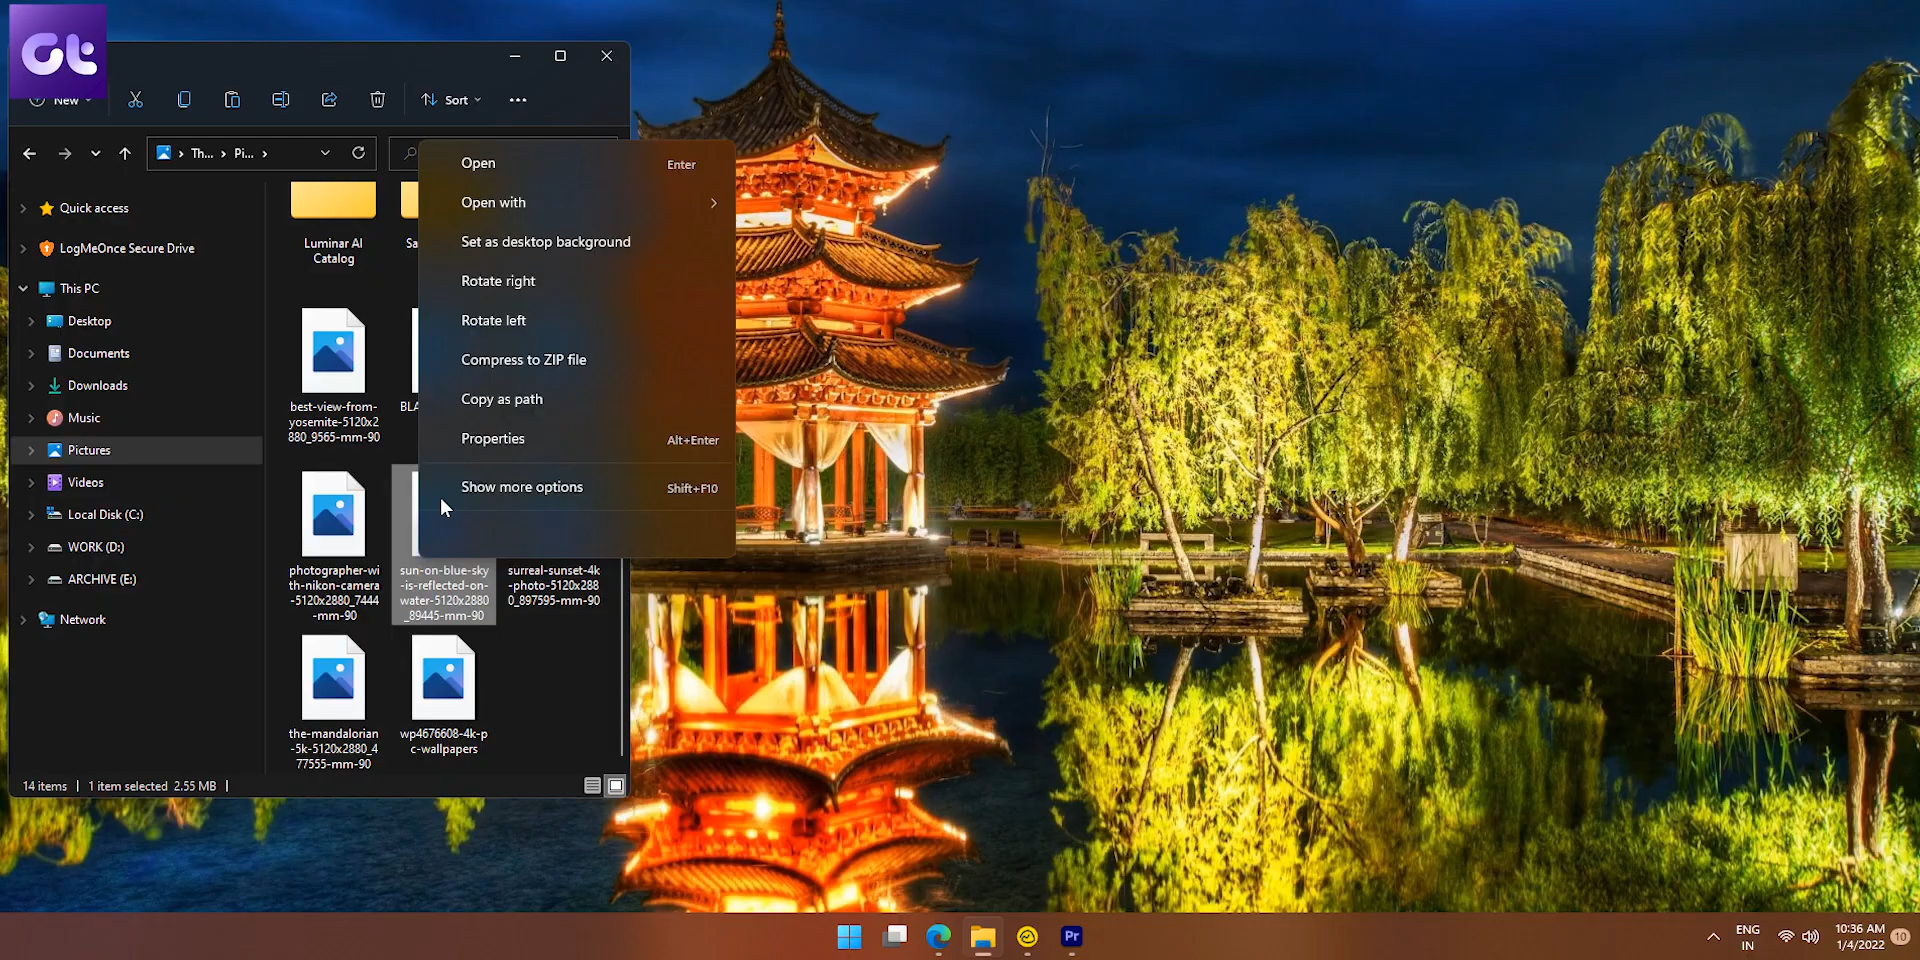 Gt
New
Sort
Th... › Pi... ›
Quick access
LogMeOnce Secure Drive
This PC
Desktop
Documents
Downloads
Music
Pictures
Videos
Local Disk (C:)
WORK (D:)
ARCHIVE (E:)
Network
Luminar AI
Catalog
Sa
best-view-from-
yosemite-5120x2
880_9565-mm-90
BLA
photographer-wi
th-nikon-camera
-5120x2880_7444
-mm-90
sun-on-blue-sky
-is-reflected-on-
water-5120x2880
_89445-mm-90
surreal-sunset-4k
-photo-5120x288
0_897595-mm-90
the-mandalorian
-5k-5120x2880_4
77555-mm-90
wp4676608-4k-p
c-wallpapers
Open Enter
Open with
Set as desktop background
Rotate right
Rotate left
Compress to ZIP file
Copy as path
Properties Alt+Enter
Show more options Shift+F10
14 items | 1 item selected 2.55 MB |
Pr
ENG
IN
10:36 AM
1/4/2022
10